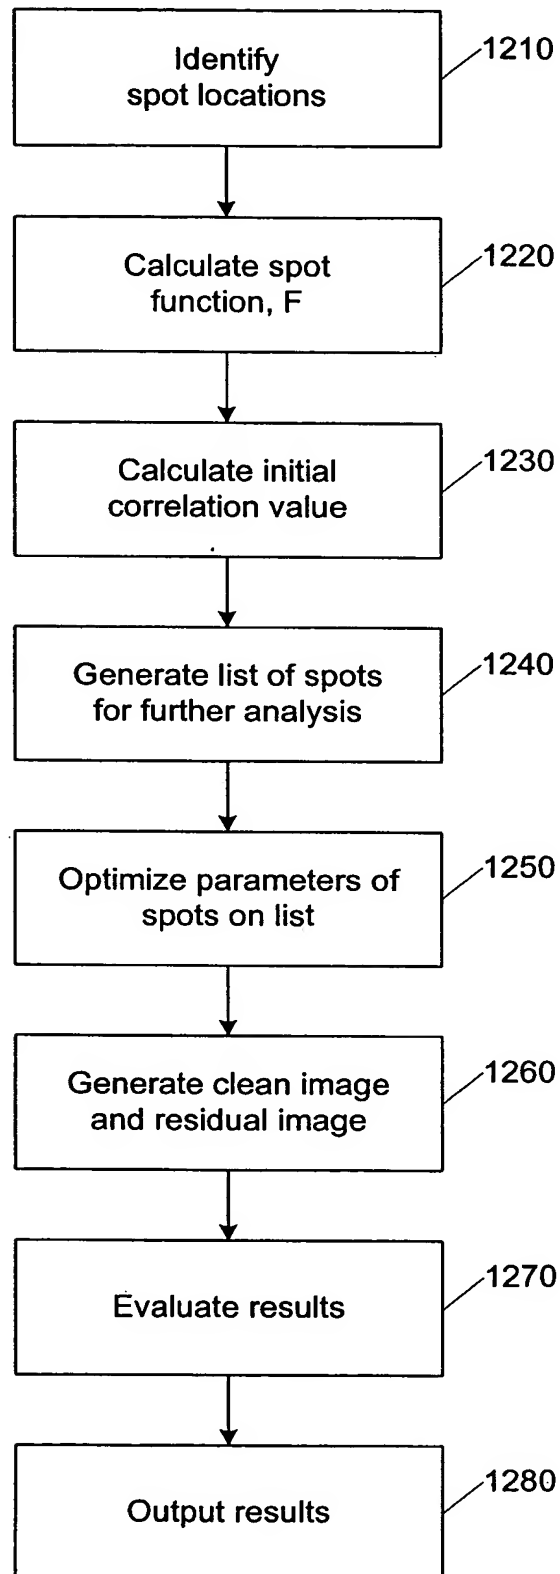 1210
Identify
spot locations
1220
Calculate spot
function, F
1230
Calculate initial
correlation value
1240
Generate list of spots
for further analysis
1250
Optimize parameters of
spots on list
1260
Generate clean image
and residual image
1270
Evaluate results
1280
Output results